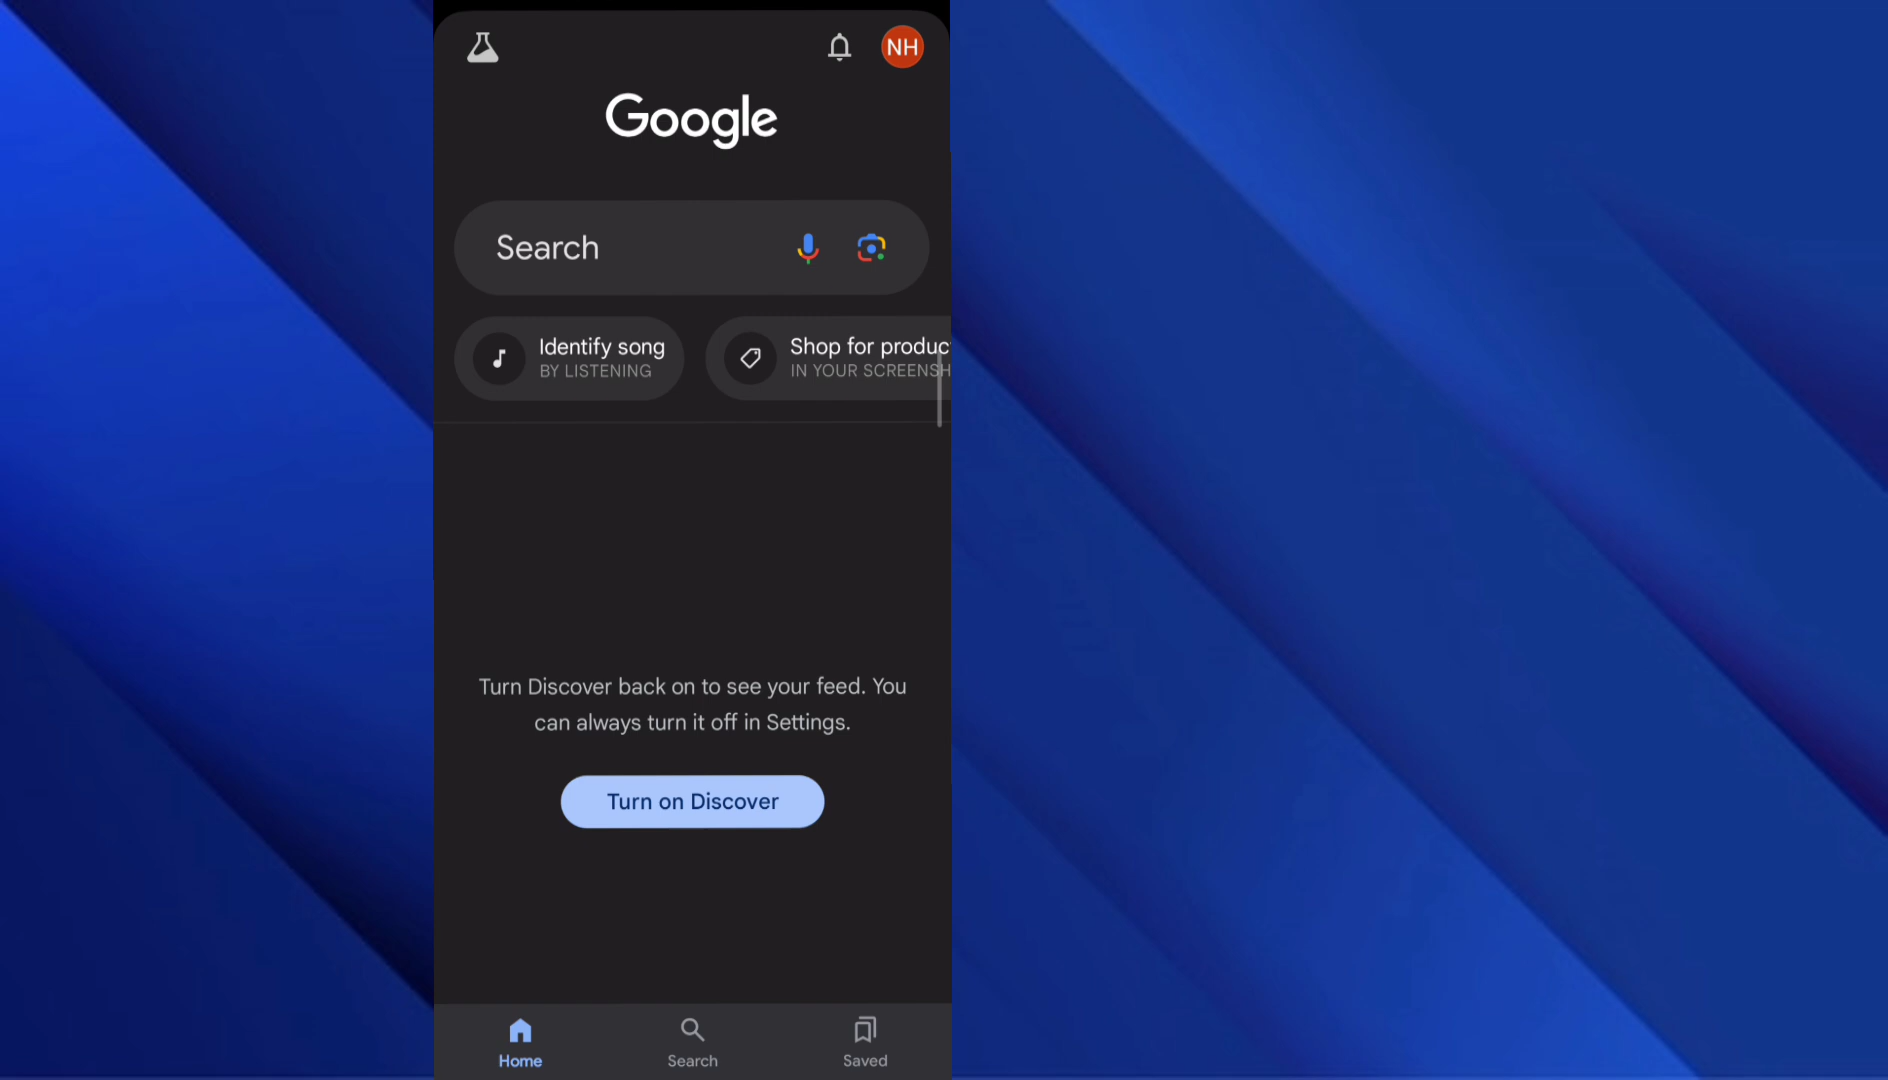 NH
Google
Search
Identify song
BY LISTENING
Shop for produc
IN YOUR SCREENSH
Turn Discover back on to see your feed. You
can always turn it off in Settings.
Turn on Discover
Home
Search
Saved